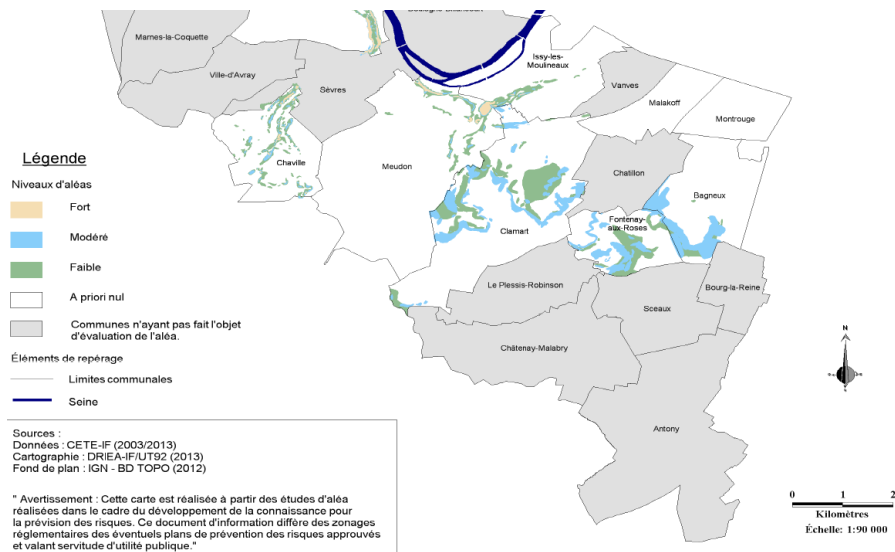 Boulogne-Billancourt
Marnes-la-Coquette
Issy-les-
Moulineaux
Ville-d'Avray
Sèvres
Vanves
Malakoff
Montrouge
Légende
Chaville
Meudon
Chatillon
Niveaux d'aléas
Bagneux
Fort
Fontenay-
aux-Roses
Modéré
Clamart
Faible
Le Plessis-Robinson
Bourg-la-Reine
A priori nul
Sceaux
Communes n'ayant pas fait l'objet
d'évaluation de l'aléa.
Châtenay-Malabry
N
Éléments de repérage
Limites communales
Seine
Antony
Sources :
Données : CETE-IF (2003/2013)
Cartographie : DRIEA-IF/UT92 (2013)
Fond de plan : IGN - BD TOPO (2012)
" Avertissement : Cette carte est réalisée à partir des études d'aléa
réalisées dans le cadre du développement de la connaissance pour
la prévision des risques. Ce document d'information diffère des zonages
réglementaires des éventuels plans de prévention des risques approuvés
et valant servitude d'utilité publique."
0 1 2
Kilomètres
Échelle: 1:90 000